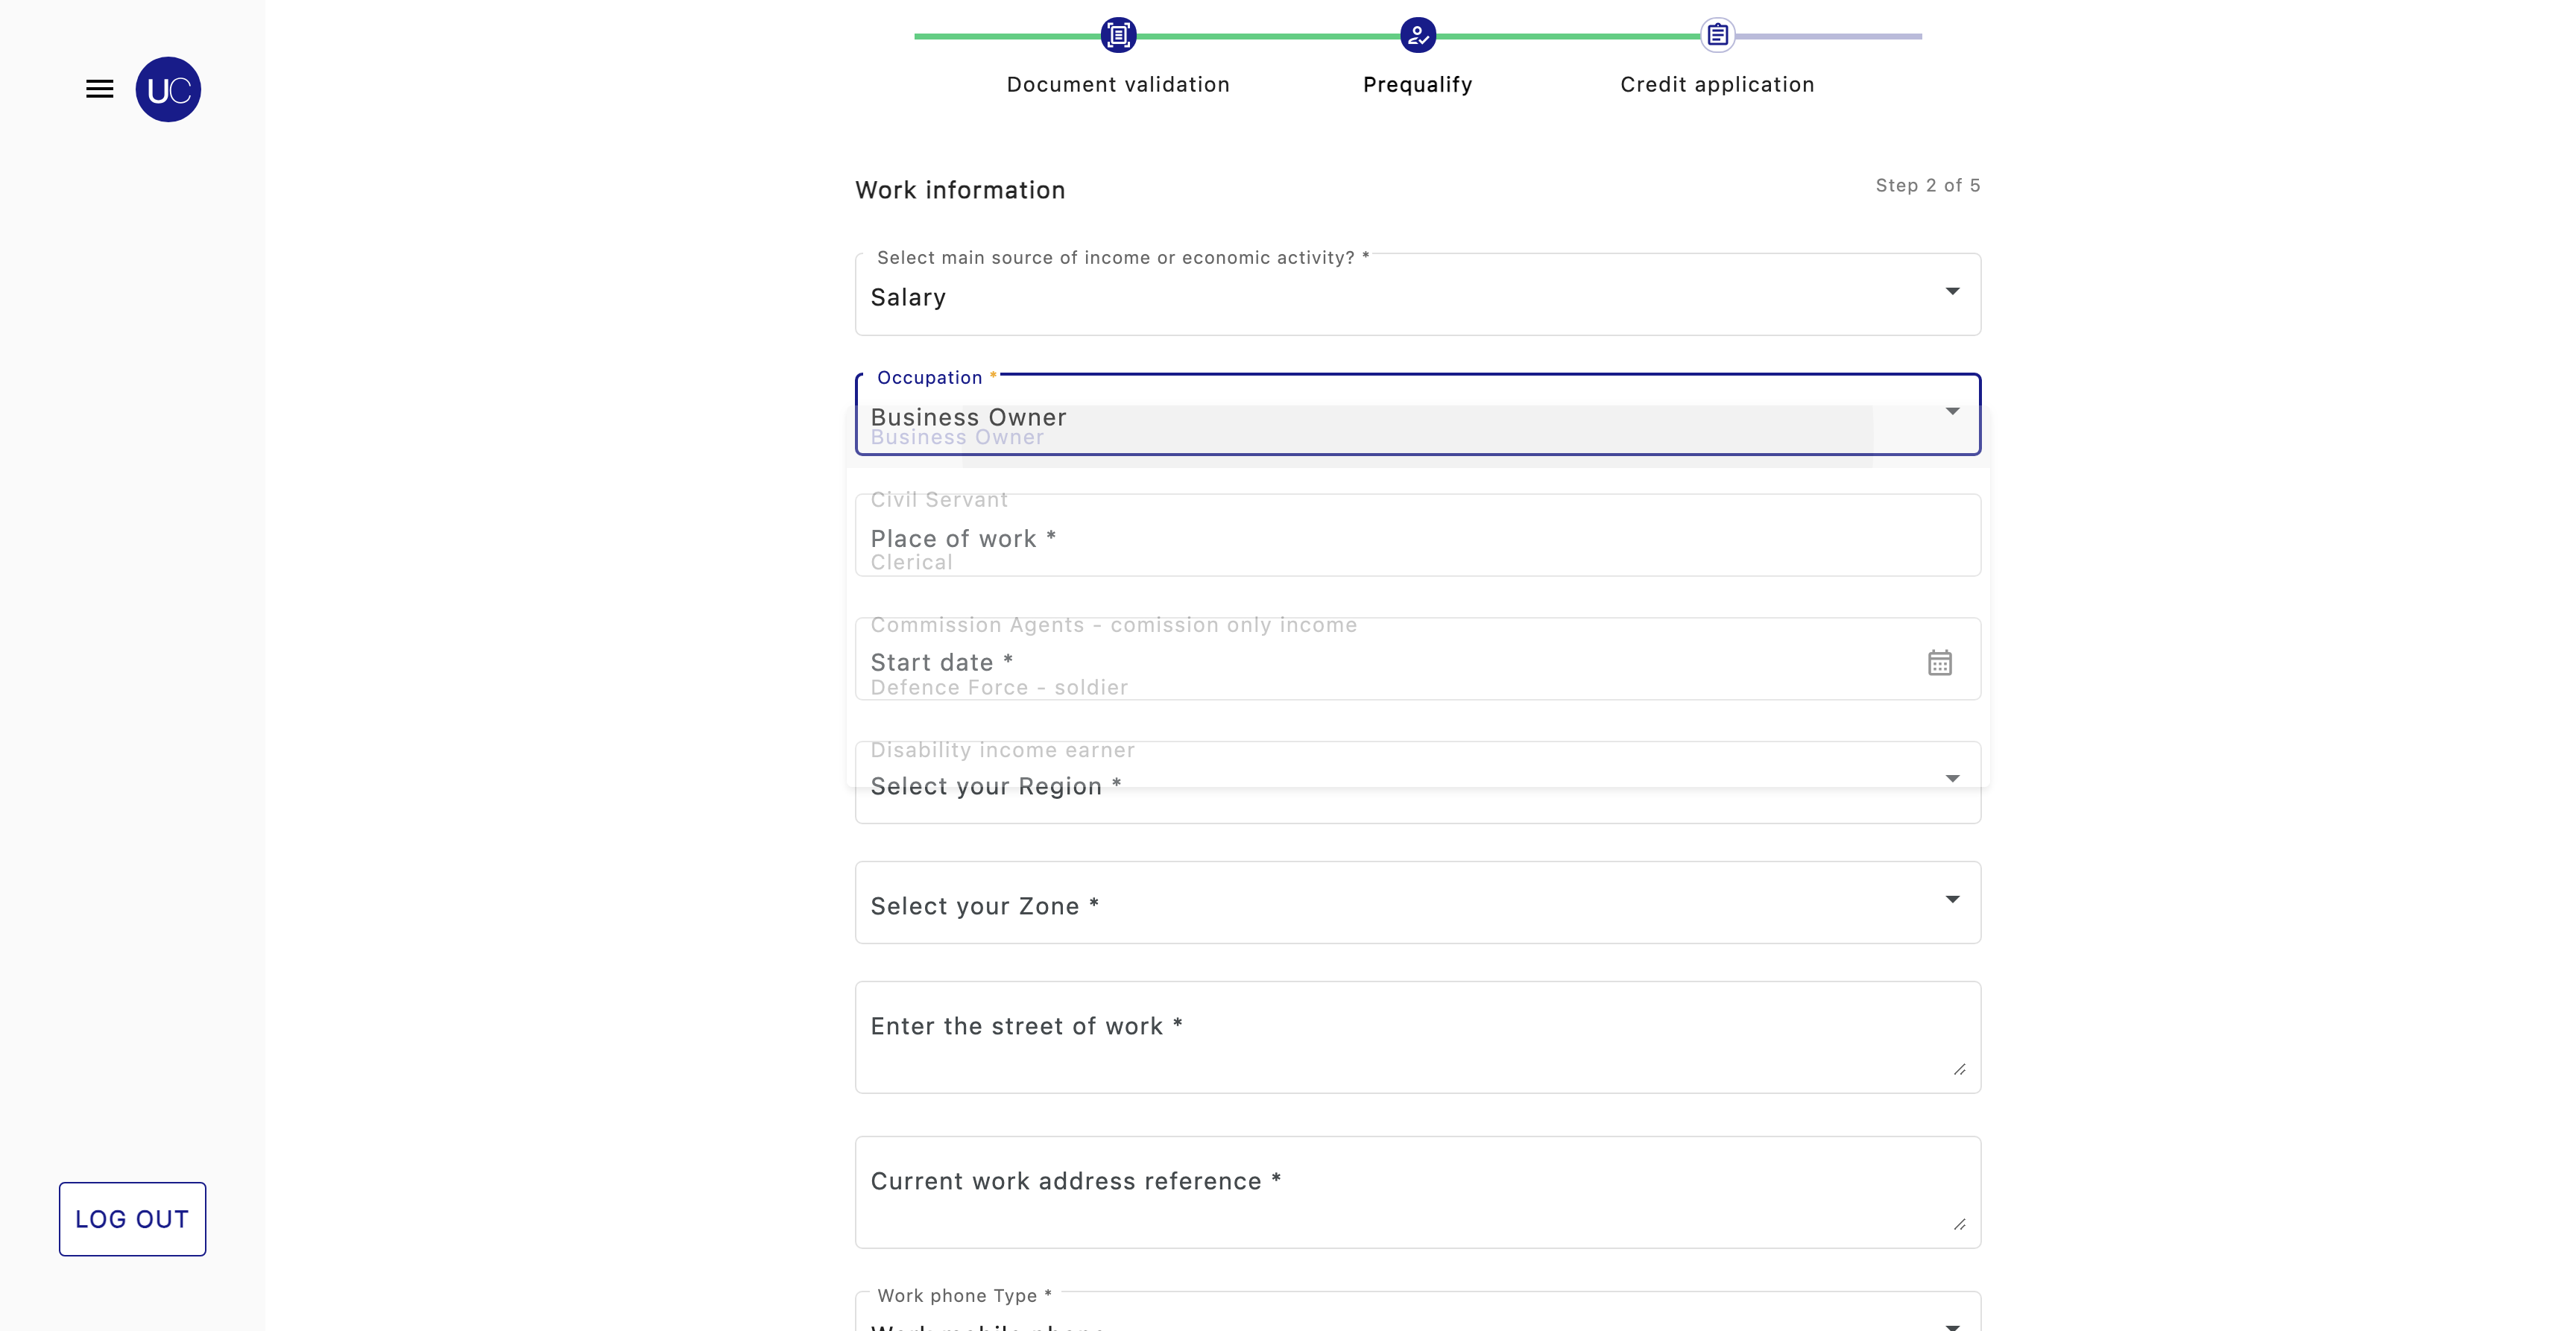 UC
Document validation
Prequalify
Credit application
Work information
Step 2 of 5
Select main source of income or economic activity? *
Salary
Occupation *
Business Owner
Business Owner
Civil Servant
Place of work *
Clerical
Commission Agents - comission only income
Start date *
Defence Force - soldier
Disability income earner
Select your Region *
Select your Zone *
Enter the street of work *
Current work address reference *
LOG OUT
Work phone Type *
Work mobile phone